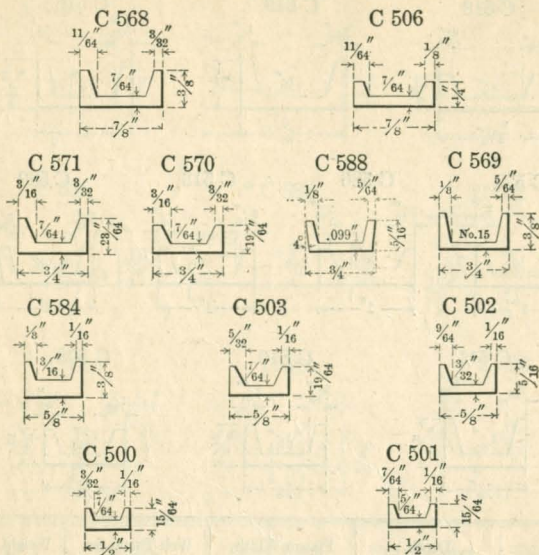 C 568
11/64" 3/32"
7/64" 3/8"
7/8"
C 506
11/64" 1/8"
7/64" 1/4"
7/8"
C 571
3/16" 3/32"
7/64" 23/64"
3/4"
C 570
3/16" 3/32"
7/64" 19/64"
3/4"
C 588
1/8" 5/64"
.099" 5/16"
3/4"
C 569
1/8" 5/64"
No.15 3/8"
3/4"
C 584
1/8" 1/16"
3/16" 3/8"
5/8"
C 503
5/32" 1/16"
7/64" 19/64"
5/8"
C 502
9/64" 1/16"
3/32" 5/16"
5/8"
C 500
3/32" 1/16"
7/64" 15/64"
1/2"
C 501
7/64" 1/16"
5/64" 15/64"
1/2"